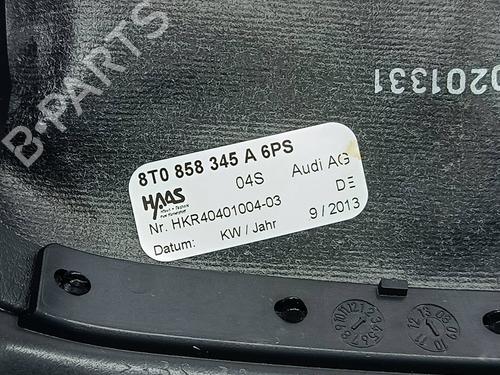 B-PARTS
0201331
8T0 858 345 A 6PS
HAAS
04S
Audi AG
Nr. HKR40401004-03
DE
Datum:
KW / Jahr
9 / 2013